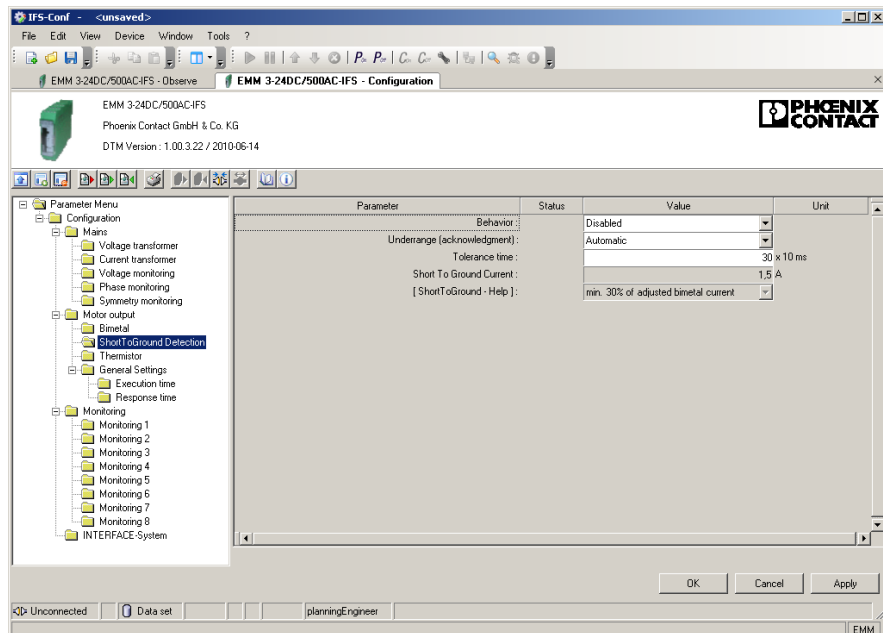 IFS-Conf - <unsaved>
File Edit View Device Window Tools ?
EMM 3-24DC/500AC-IFS - Observe EMM 3-24DC/500AC-IFS - Configuration
EMM 3-24DC/500AC-IFS
Phoenix Contact GmbH & Co. KG
DTM Version : 1.00.3.22 / 2010-06-14
PHŒNIX
CONTACT
Parameter Menu
Configuration
Mains
Voltage transformer
Current transformer
Voltage monitoring
Phase monitoring
Symmetry monitoring
Motor output
Bimetal
ShortToGround Detection
Thermistor
General Settings
Execution time
Response time
Monitoring
Monitoring 1
Monitoring 2
Monitoring 3
Monitoring 4
Monitoring 5
Monitoring 6
Monitoring 7
Monitoring 8
INTERFACE-System
Parameter Status Value Unit
Behavior : Disabled
Underrange (acknowledgment) : Automatic
Tolerance time : 30 x 10 ms
Short To Ground Current : 1,5 A
[ ShortToGround - Help ] : min. 30% of adjusted bimetal current
OK Cancel Apply
Unconnected Data set planningEngineer
EMM